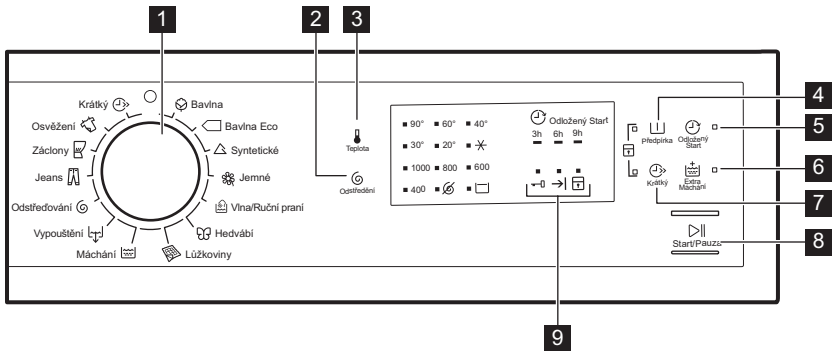 1
2
3
4
5
6
7
8
9
Krátký
Osvěžení
Záclony
Jeans
Odstřeďování
Vypouštění
Máchání
Bavlna
Bavlna Eco
Syntetické
Jemné
Vlna/Ruční praní
Hedvábí
Lůžkoviny
Teplota
Odstředění
90° 60° 40°
30° 20°
1000 800 600
400
Odložený Start
3h 6h 9h
Předpírka
Odložený
Start
Krátký
Extra
Máchání
Start/Pauza